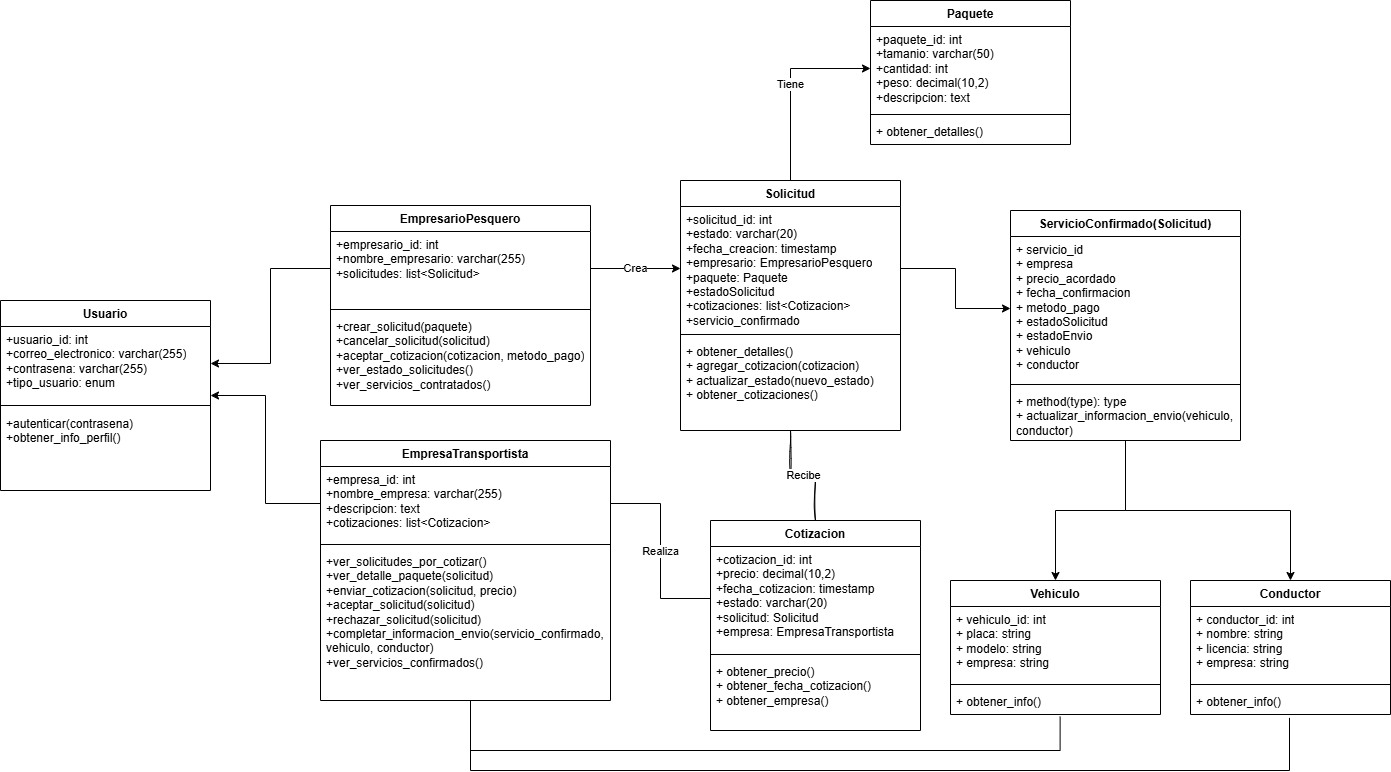 Paquete
+paquete_id: int
+tamanio: varchar(50)
+cantidad: int
+peso: decimal(10,2)
+descripcion: text
+ obtener_detalles()
Tiene
Solicitud
+solicitud_id: int
+estado: varchar(20)
+fecha_creacion: timestamp
+empresario: EmpresarioPesquero
+paquete: Paquete
+estadoSolicitud
+cotizaciones: list<Cotizacion>
+servicio_confirmado
+ obtener_detalles()
+ agregar_cotizacion(cotizacion)
+ actualizar_estado(nuevo_estado)
+ obtener_cotizaciones()
EmpresarioPesquero
+empresario_id: int
+nombre_empresario: varchar(255)
+solicitudes: list<Solicitud>
+crear_solicitud(paquete)
+cancelar_solicitud(solicitud)
+aceptar_cotizacion(cotizacion, metodo_pago)
+ver_estado_solicitudes()
+ver_servicios_contratados()
Crea
ServicioConfirmado(Solicitud)
+ servicio_id
+ empresa
+ precio_acordado
+ fecha_confirmacion
+ metodo_pago
+ estadoSolicitud
+ estadoEnvio
+ vehiculo
+ conductor
+ method(type): type
+ actualizar_informacion_envio(vehiculo,
conductor)
Usuario
+usuario_id: int
+correo_electronico: varchar(255)
+contrasena: varchar(255)
+tipo_usuario: enum
+autenticar(contrasena)
+obtener_info_perfil()
EmpresaTransportista
+empresa_id: int
+nombre_empresa: varchar(255)
+descripcion: text
+cotizaciones: list<Cotizacion>
+ver_solicitudes_por_cotizar()
+ver_detalle_paquete(solicitud)
+enviar_cotizacion(solicitud, precio)
+aceptar_solicitud(solicitud)
+rechazar_solicitud(solicitud)
+completar_informacion_envio(servicio_confirmado,
vehiculo, conductor)
+ver_servicios_confirmados()
Recibe
Realiza
Cotizacion
+cotizacion_id: int
+precio: decimal(10,2)
+fecha_cotizacion: timestamp
+estado: varchar(20)
+solicitud: Solicitud
+empresa: EmpresaTransportista
+ obtener_precio()
+ obtener_fecha_cotizacion()
+ obtener_empresa()
Vehiculo
+ vehiculo_id: int
+ placa: string
+ modelo: string
+ empresa: string
+ obtener_info()
Conductor
+ conductor_id: int
+ nombre: string
+ licencia: string
+ empresa: string
+ obtener_info()